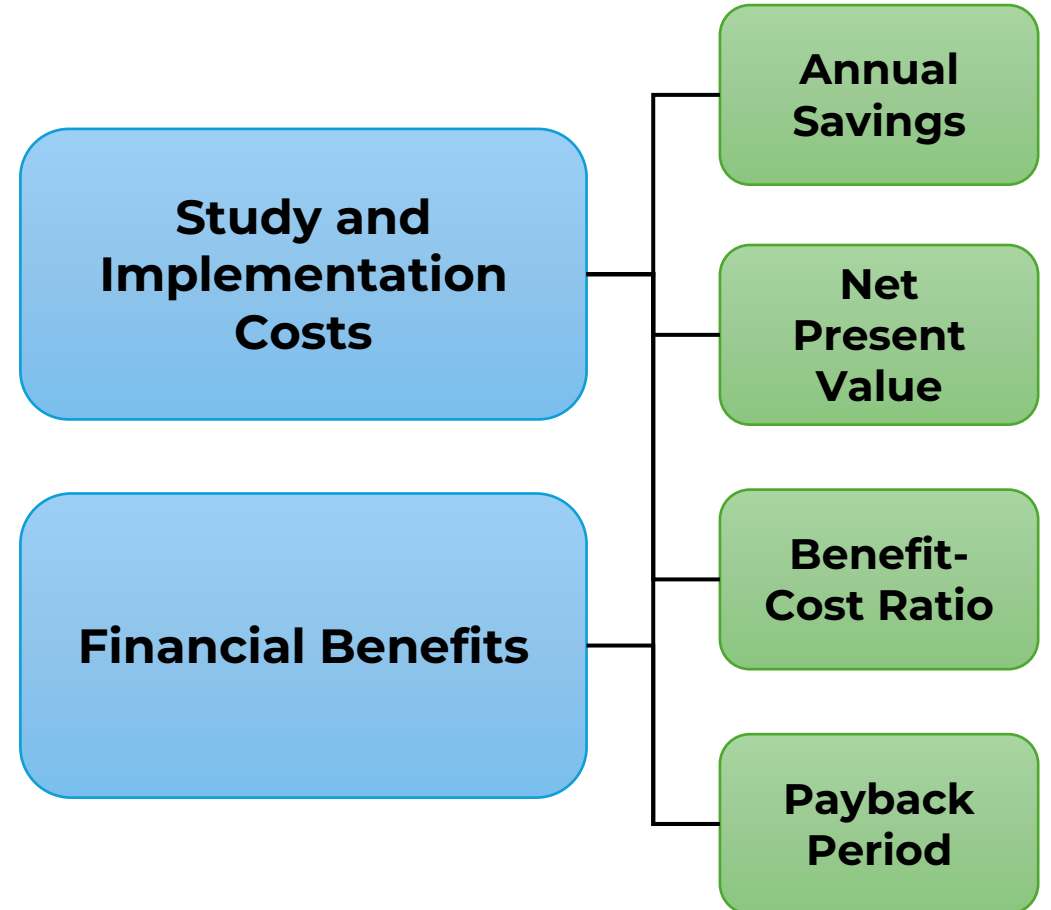 Study and
Implementation
Costs
Financial Benefits
Annual
Savings
Net
Present
Value
Benefit-
Cost Ratio
Payback
Period